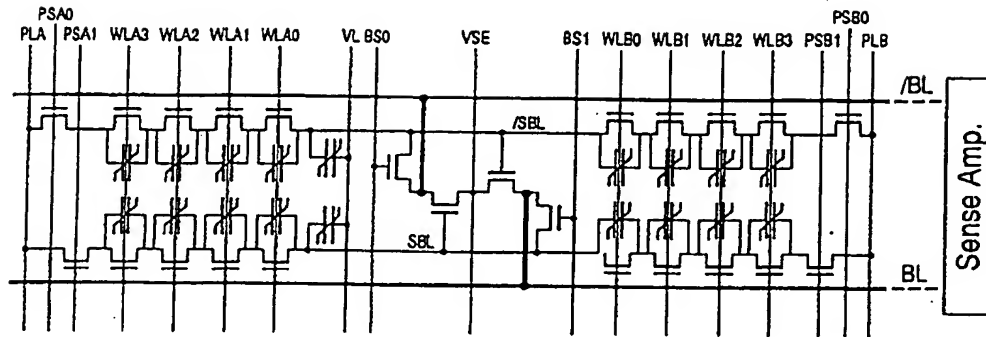 PSA0 PSB0
PLA PSA1 WLA3 WLA2 WLA1 WLA0 VL BS0 VSE BS1 WLB0 WLB1 WLB2 WLB3 PSB1 PLB
/BL
/SBL
SBL
BL
Sense Amp.